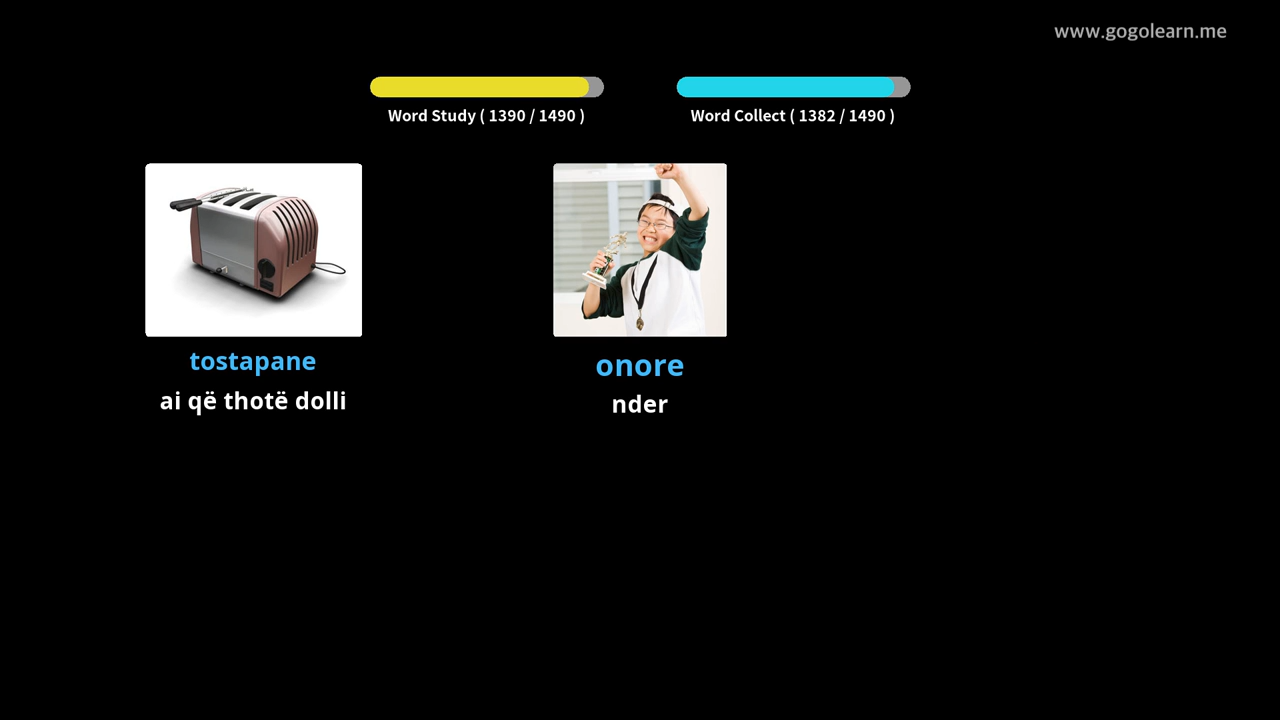 www.gogolearn.me
Word Study ( 1390 / 1490 )
Word Collect ( 1382 / 1490 )
tostapane
ai që thotë dolli
onore
nder